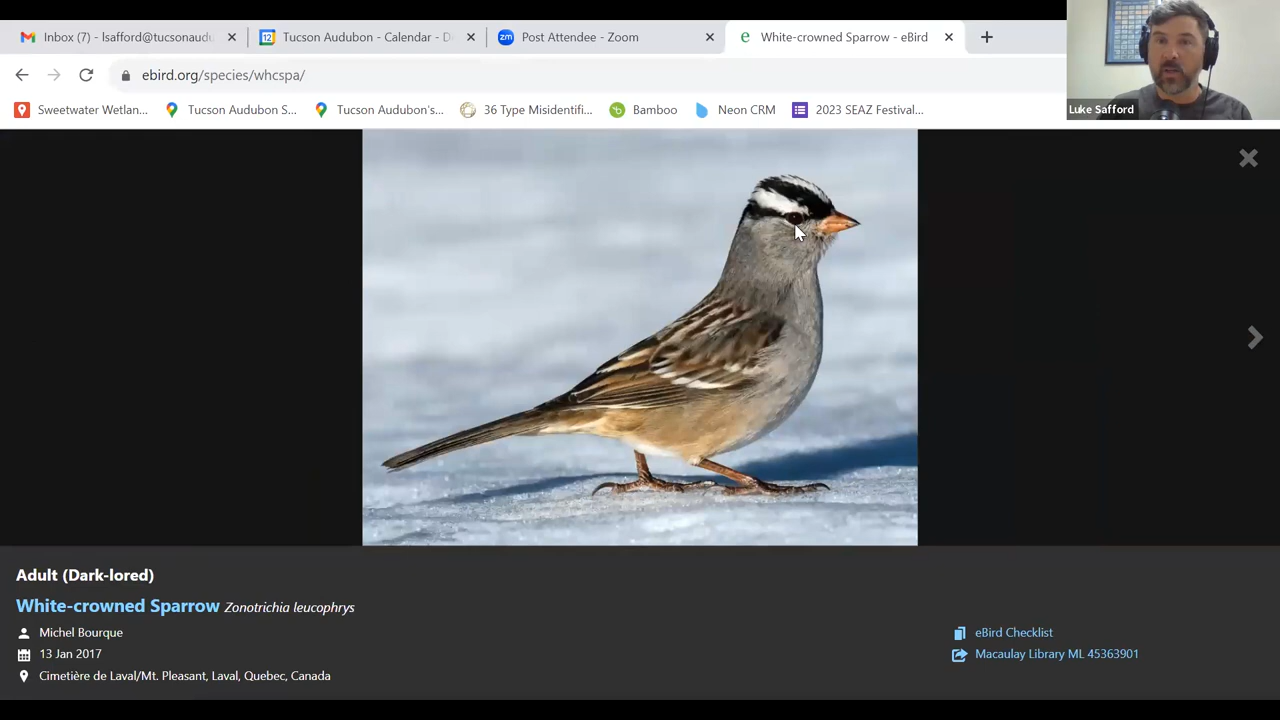 Inbox (7) - lsafford@tucsonaudu
Tucson Audubon - Calendar - D
Post Attendee - Zoom
White-crowned Sparrow - eBird
ebird.org/species/whcspa/
Sweetwater Wetlan...
Tucson Audubon S...
Tucson Audubon's...
36 Type Misidentifi...
Bamboo
Neon CRM
2023 SEAZ Festival...
Luke Safford
Adult (Dark-lored)
White-crowned Sparrow Zonotrichia leucophrys
Michel Bourque
13 Jan 2017
Cimetière de Laval/Mt. Pleasant, Laval, Quebec, Canada
eBird Checklist
Macaulay Library ML 45363901